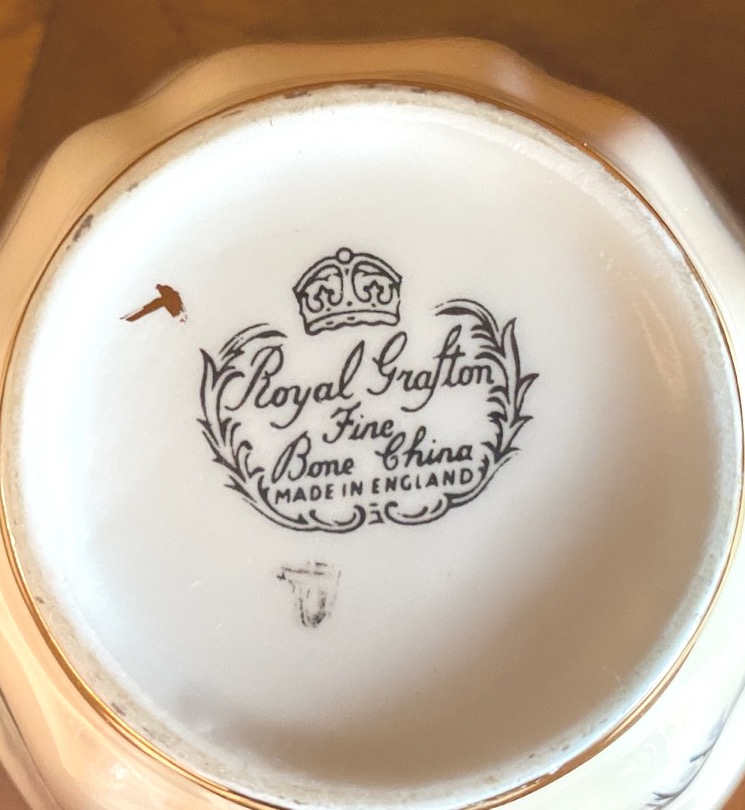 Royal Grafton
Fine
Bone China
MADE IN ENGLAND